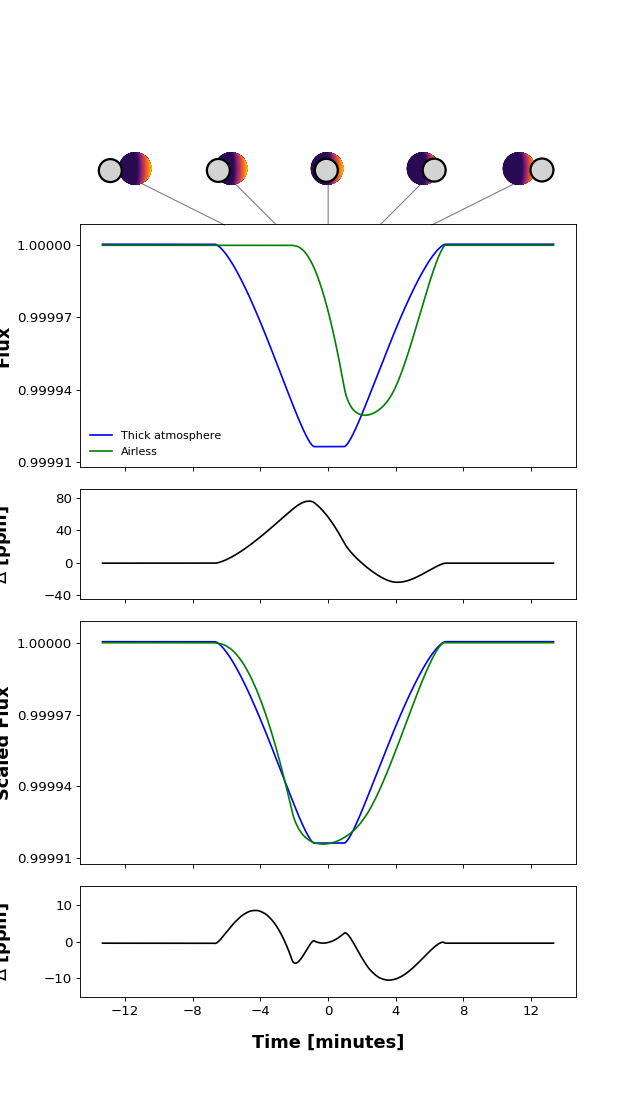 1.00000
0.99997
0.99994
0.99991
Flux
Thick atmosphere
Airless
80
40
0
−40
Δ [ppm]
1.00000
0.99997
0.99994
0.99991
Scaled Flux
10
0
−10
Δ [ppm]
−12 −8 −4 0 4 8 12
Time [minutes]